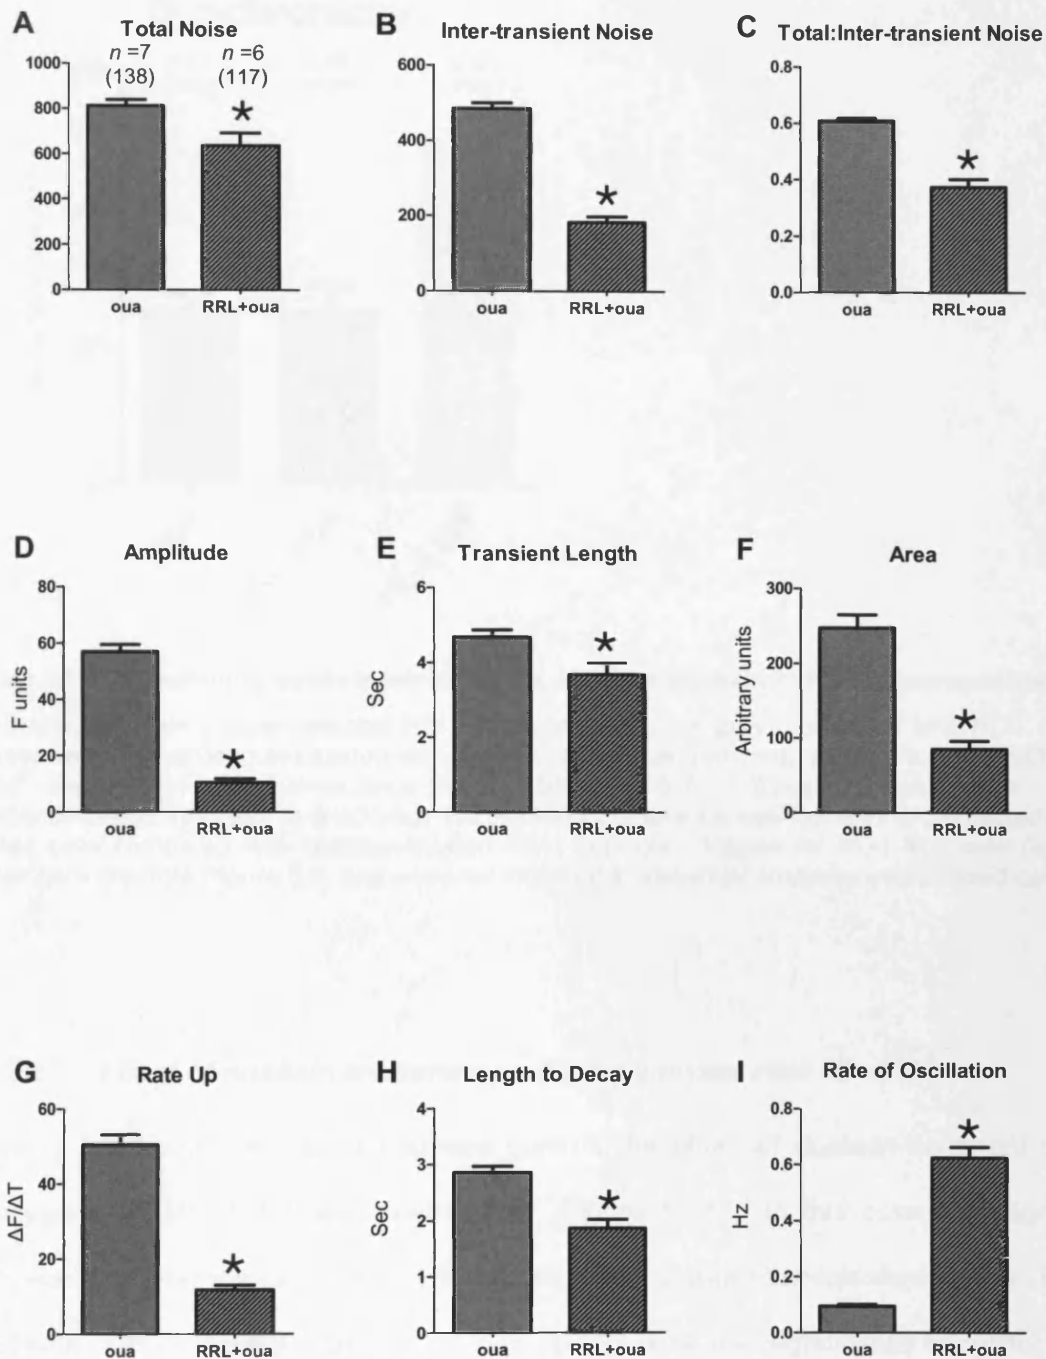 A Total Noise
n =7 n =6
(138) (117)
1000
800
600
400
200
0
*
oua RRL+oua
B Inter-transient Noise
600
400
200
0
*
oua RRL+oua
C Total:Inter-transient Noise
0.8
0.6
0.4
0.2
0.0
*
oua RRL+oua
D Amplitude
F units
80
60
40
20
0
*
oua RRL+oua
E Transient Length
Sec
6
4
2
0
*
oua RRL+oua
F Area
Arbitrary units
300
200
100
0
*
oua RRL+oua
G Rate Up
ΔF/ΔT
60
40
20
0
*
oua RRL+oua
H Length to Decay
Sec
4
3
2
1
0
*
oua RRL+oua
I Rate of Oscillation
Hz
0.8
0.6
0.4
0.2
0.0
*
oua RRL+oua